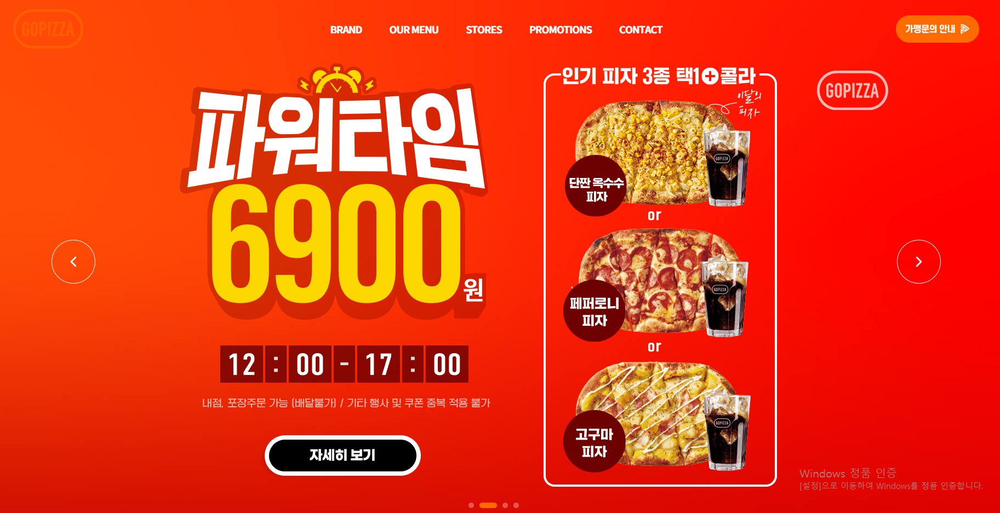 GOPIZZA
BRAND OUR MENU STORES PROMOTIONS CONTACT
가맹문의 안내
파워타임
6900원
12 : 00 - 17 : 00
내점, 포장주문 가능 (배달불가) / 기타 행사 및 쿠폰 중복 적용 불가
자세히 보기
인기 피자 3종 택1+콜라
이달의
피자
GOPIZZA
단짠 옥수수
피자
GOPIZZA
or
페퍼로니
피자
GOPIZZA
or
고구마
피자
GOPIZZA
GOPIZZA
Windows 정품 인증
[설정]으로 이동하여 Windows를 정품 인증합니다.